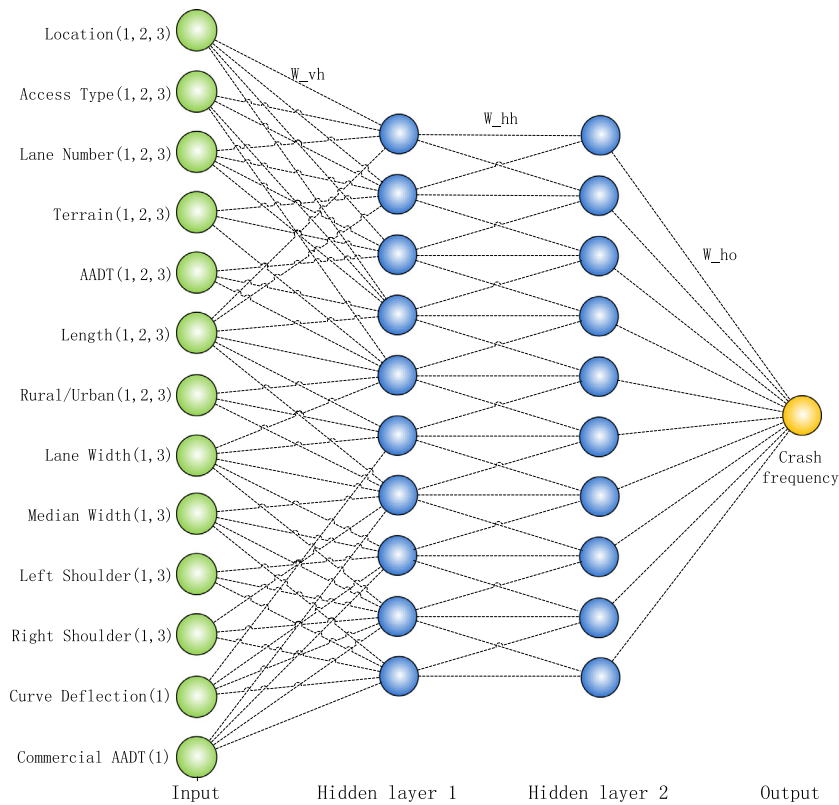 Location(1,2,3)
W_vh
Access Type(1,2,3)
W_hh
Lane Number(1,2,3)
Terrain(1,2,3)
W_ho
AADT(1,2,3)
Length(1,2,3)
Rural/Urban(1,2,3)
Lane Width(1,3)
Crash
frequency
Median Width(1,3)
Left Shoulder(1,3)
Right Shoulder(1,3)
Curve Deflection(1)
Commercial AADT(1)
Input
Hidden layer 1
Hidden layer 2
Output